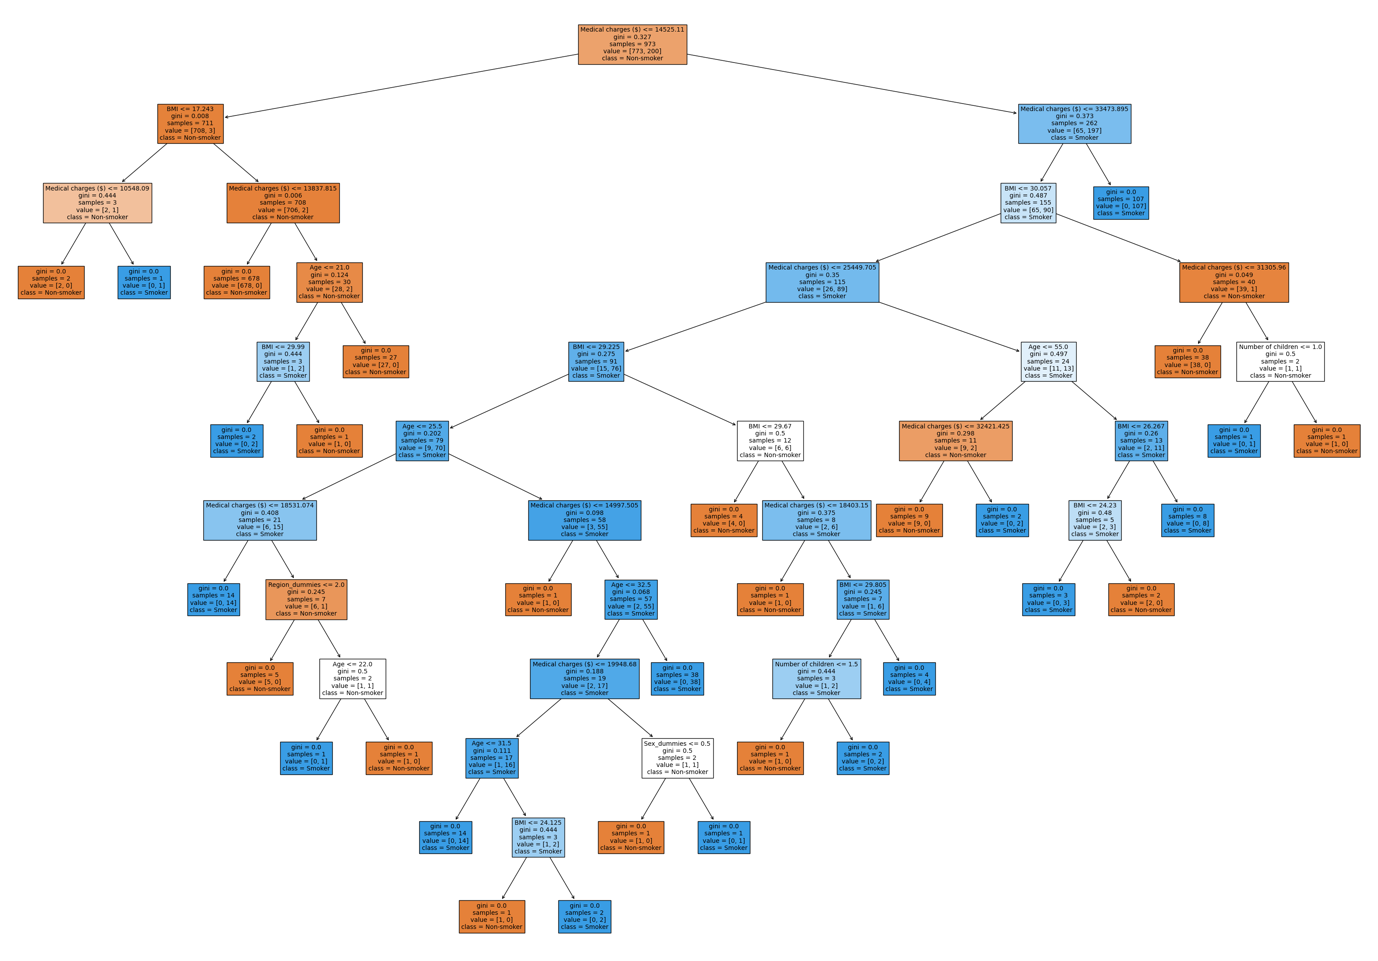 Medical charges ($) <= 14525.11
gini = 0.327
samples = 973
value = [773, 200]
class = Non-smoker
BMI <= 17.243
gini = 0.008
samples = 711
value = [708, 3]
class = Non-smoker
Medical charges ($) <= 33473.895
gini = 0.373
samples = 262
value = [65, 197]
class = Smoker
Medical charges ($) <= 10548.09
gini = 0.444
samples = 3
value = [2, 1]
class = Non-smoker
Medical charges ($) <= 13837.815
gini = 0.006
samples = 708
value = [706, 2]
class = Non-smoker
BMI <= 30.057
gini = 0.487
samples = 155
value = [65, 90]
class = Smoker
gini = 0.0
samples = 107
value = [0, 107]
class = Smoker
gini = 0.0
samples = 2
value = [2, 0]
class = Non-smoker
gini = 0.0
samples = 1
value = [0, 1]
class = Smoker
gini = 0.0
samples = 678
value = [678, 0]
class = Non-smoker
Age <= 21.0
gini = 0.124
samples = 30
value = [28, 2]
class = Non-smoker
Medical charges ($) <= 25449.705
gini = 0.35
samples = 115
value = [26, 89]
class = Smoker
Medical charges ($) <= 31305.96
gini = 0.049
samples = 40
value = [39, 1]
class = Non-smoker
BMI <= 29.99
gini = 0.444
samples = 3
value = [1, 2]
class = Smoker
gini = 0.0
samples = 27
value = [27, 0]
class = Non-smoker
BMI <= 29.225
gini = 0.275
samples = 91
value = [15, 76]
class = Smoker
Age <= 55.0
gini = 0.497
samples = 24
value = [11, 13]
class = Smoker
gini = 0.0
samples = 38
value = [38, 0]
class = Non-smoker
Number of children <= 1.0
gini = 0.5
samples = 2
value = [1, 1]
class = Non-smoker
gini = 0.0
samples = 2
value = [0, 2]
class = Smoker
gini = 0.0
samples = 1
value = [1, 0]
class = Non-smoker
Age <= 25.5
gini = 0.202
samples = 79
value = [9, 70]
class = Smoker
BMI <= 29.67
gini = 0.5
samples = 12
value = [6, 6]
class = Non-smoker
Medical charges ($) <= 32421.425
gini = 0.298
samples = 11
value = [9, 2]
class = Non-smoker
BMI <= 26.267
gini = 0.26
samples = 13
value = [2, 11]
class = Smoker
gini = 0.0
samples = 1
value = [0, 1]
class = Smoker
gini = 0.0
samples = 1
value = [1, 0]
class = Non-smoker
Medical charges ($) <= 18531.074
gini = 0.408
samples = 21
value = [6, 15]
class = Smoker
Medical charges ($) <= 14997.505
gini = 0.098
samples = 58
value = [3, 55]
class = Smoker
gini = 0.0
samples = 4
value = [4, 0]
class = Non-smoker
Medical charges ($) <= 18403.15
gini = 0.375
samples = 8
value = [2, 6]
class = Smoker
gini = 0.0
samples = 9
value = [9, 0]
class = Non-smoker
gini = 0.0
samples = 2
value = [0, 2]
class = Smoker
BMI <= 24.23
gini = 0.48
samples = 5
value = [2, 3]
class = Smoker
gini = 0.0
samples = 8
value = [0, 8]
class = Smoker
gini = 0.0
samples = 14
value = [0, 14]
class = Smoker
Region_dummies <= 2.0
gini = 0.245
samples = 7
value = [6, 1]
class = Non-smoker
gini = 0.0
samples = 1
value = [1, 0]
class = Non-smoker
Age <= 32.5
gini = 0.068
samples = 57
value = [2, 55]
class = Smoker
gini = 0.0
samples = 1
value = [1, 0]
class = Non-smoker
BMI <= 29.805
gini = 0.245
samples = 7
value = [1, 6]
class = Smoker
gini = 0.0
samples = 3
value = [0, 3]
class = Smoker
gini = 0.0
samples = 2
value = [2, 0]
class = Non-smoker
gini = 0.0
samples = 5
value = [5, 0]
class = Non-smoker
Age <= 22.0
gini = 0.5
samples = 2
value = [1, 1]
class = Non-smoker
Medical charges ($) <= 19948.68
gini = 0.188
samples = 19
value = [2, 17]
class = Smoker
gini = 0.0
samples = 38
value = [0, 38]
class = Smoker
Number of children <= 1.5
gini = 0.444
samples = 3
value = [1, 2]
class = Smoker
gini = 0.0
samples = 4
value = [0, 4]
class = Smoker
gini = 0.0
samples = 1
value = [0, 1]
class = Smoker
gini = 0.0
samples = 1
value = [1, 0]
class = Non-smoker
Age <= 31.5
gini = 0.111
samples = 17
value = [1, 16]
class = Smoker
Sex_dummies <= 0.5
gini = 0.5
samples = 2
value = [1, 1]
class = Non-smoker
gini = 0.0
samples = 1
value = [1, 0]
class = Non-smoker
gini = 0.0
samples = 2
value = [0, 2]
class = Smoker
gini = 0.0
samples = 14
value = [0, 14]
class = Smoker
BMI <= 24.125
gini = 0.444
samples = 3
value = [1, 2]
class = Smoker
gini = 0.0
samples = 1
value = [1, 0]
class = Non-smoker
gini = 0.0
samples = 1
value = [0, 1]
class = Smoker
gini = 0.0
samples = 1
value = [1, 0]
class = Non-smoker
gini = 0.0
samples = 2
value = [0, 2]
class = Smoker